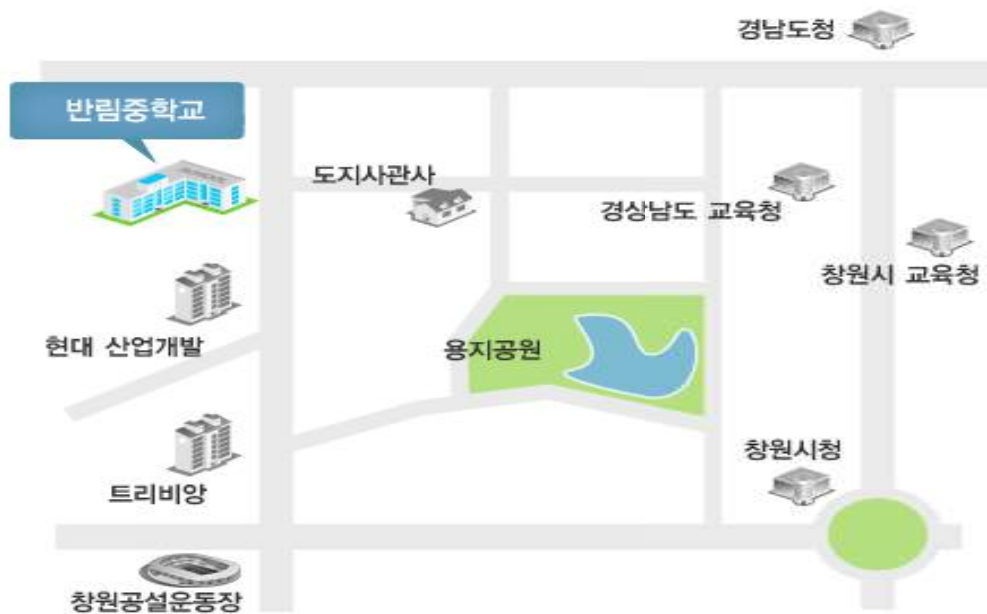 경남도청
반림중학교
도지사관사
경상남도 교육청
창원시 교육청
현대 산업개발
용지공원
트리비앙
창원시청
창원공설운동장